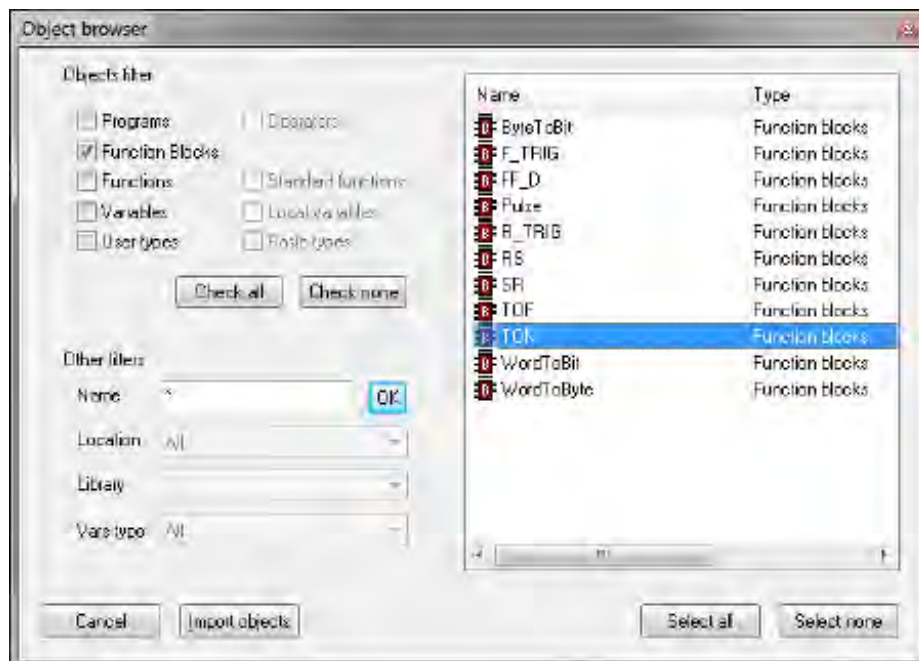 Object browser
Objects filter
Programs
Operators
Function Blocks
Functions
Standard functions
Variables
Local variables
User types
Basic types
Check all
Check none
Other filters
Name
*
OK
Location
All
Library
Vars type
All
Name Type
ByteToBit Function blocks
F_TRIG Function blocks
FF_D Function blocks
Pulse Function blocks
R_TRIG Function blocks
RS Function blocks
SR Function blocks
TOF Function blocks
TON Function blocks
WordToBit Function blocks
WordToByte Function blocks
Cancel
Import objects
Select all
Select none